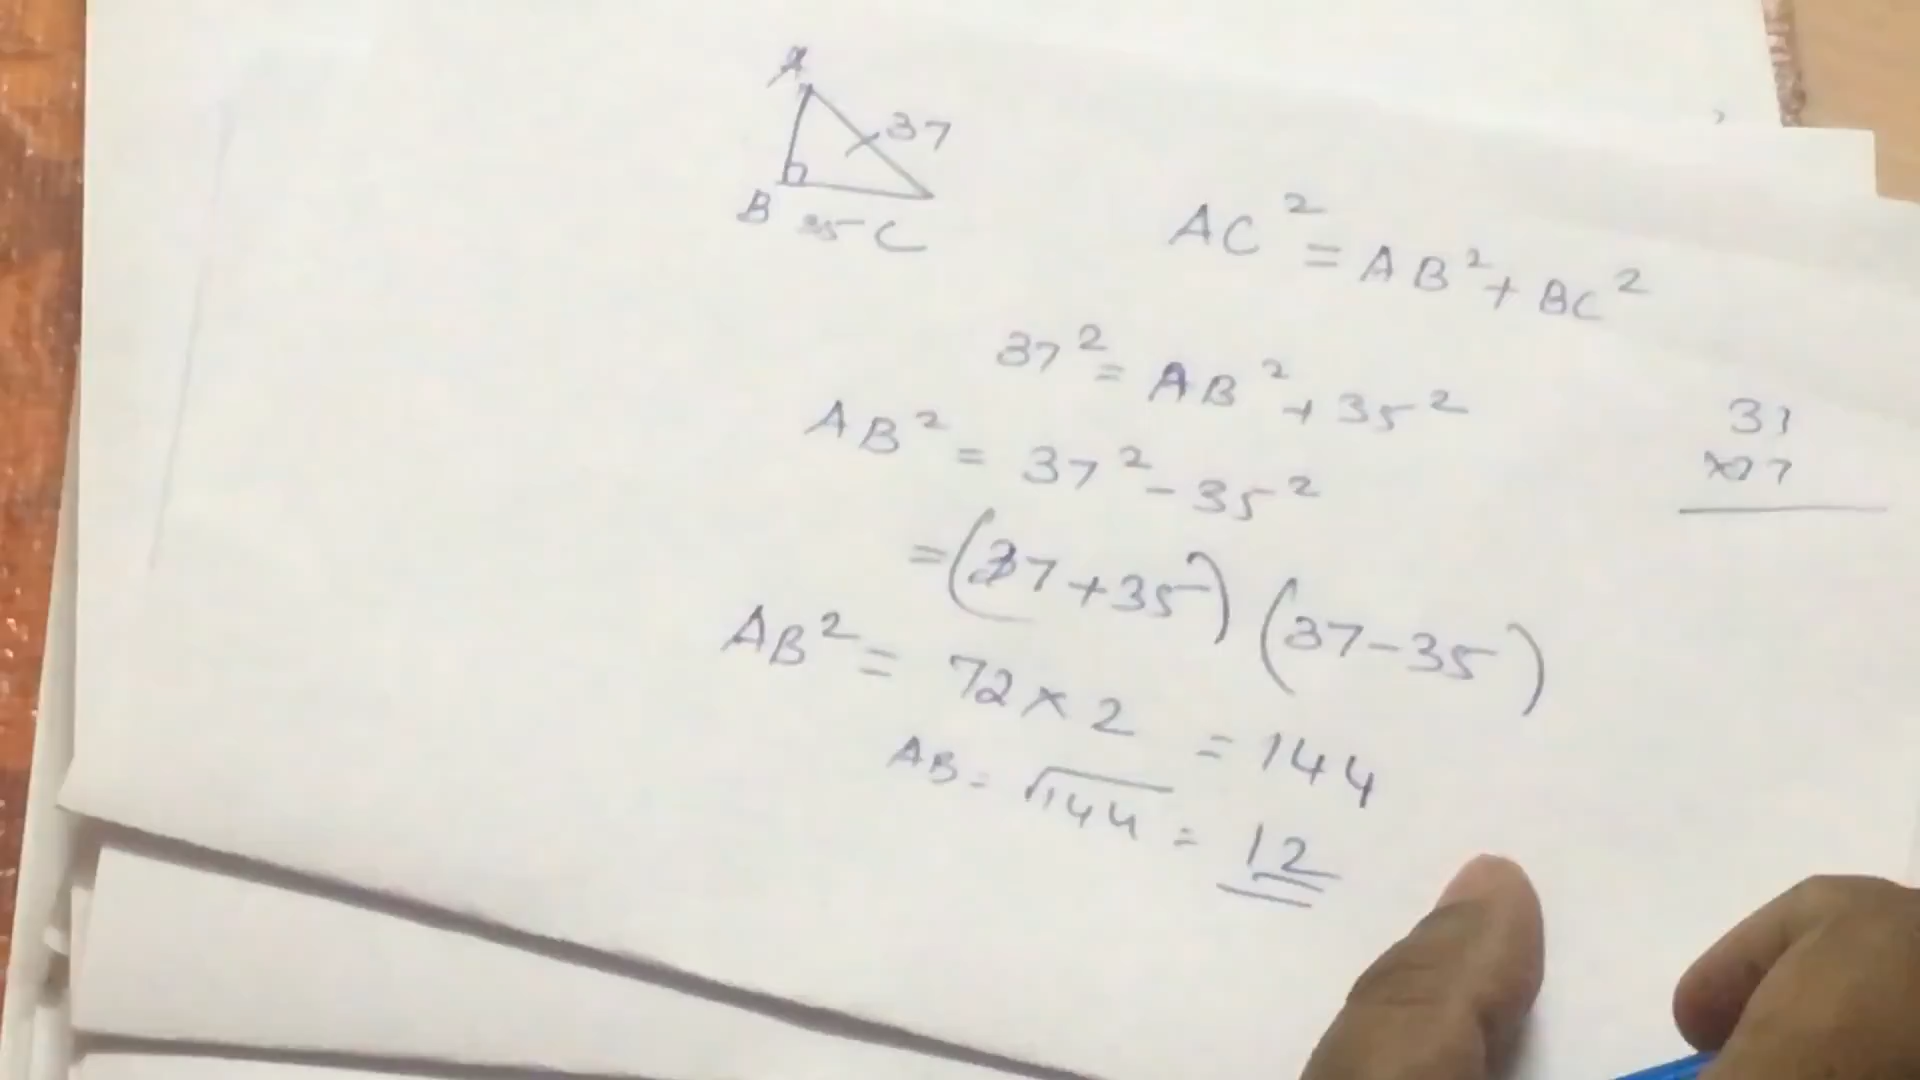 A
37
B 35 C
AC² = AB² + BC²
37² = AB² + 35²
AB² = 37² - 35²
= (37 + 35) (37 - 35)
AB² = 72 × 2 = 144
AB = √144 = 12
37